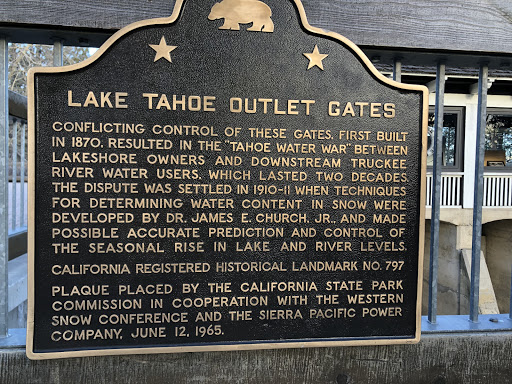 LAKE TAHOE OUTLET GATES
CONFLICTING CONTROL OF THESE GATES, FIRST BUILT
IN 1870, RESULTED IN THE "TAHOE WATER WAR" BETWEEN
LAKESHORE OWNERS AND DOWNSTREAM TRUCKEE
RIVER WATER USERS, WHICH LASTED TWO DECADES.
THE DISPUTE WAS SETTLED IN 1910-11 WHEN TECHNIQUES
FOR DETERMINING WATER CONTENT IN SNOW WERE
DEVELOPED BY DR. JAMES E. CHURCH, JR., AND MADE
POSSIBLE ACCURATE PREDICTION AND CONTROL OF
THE SEASONAL RISE IN LAKE AND RIVER LEVELS.
CALIFORNIA REGISTERED HISTORICAL LANDMARK NO. 797
PLAQUE PLACED BY THE CALIFORNIA STATE PARK
COMMISSION IN COOPERATION WITH THE WESTERN
SNOW CONFERENCE AND THE SIERRA PACIFIC POWER
COMPANY, JUNE 12, 1965.